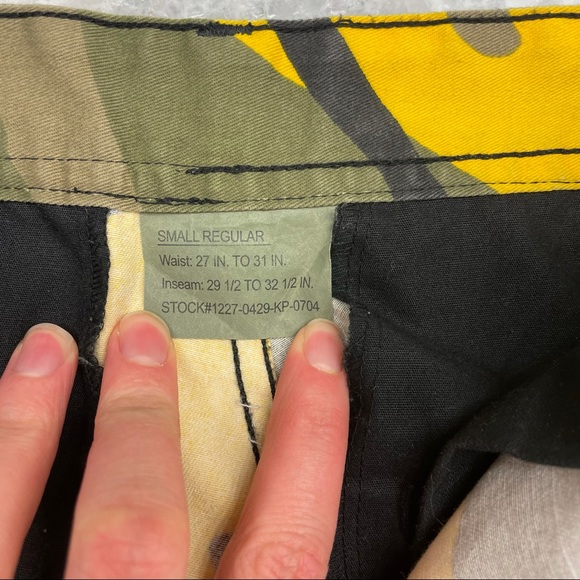 SMALL REGULAR
Waist: 27 iN. TO 31 IN.
Inseam: 29 1/2 TO 32 1/2 IN.
STOCK#1227-0429-KP-0704